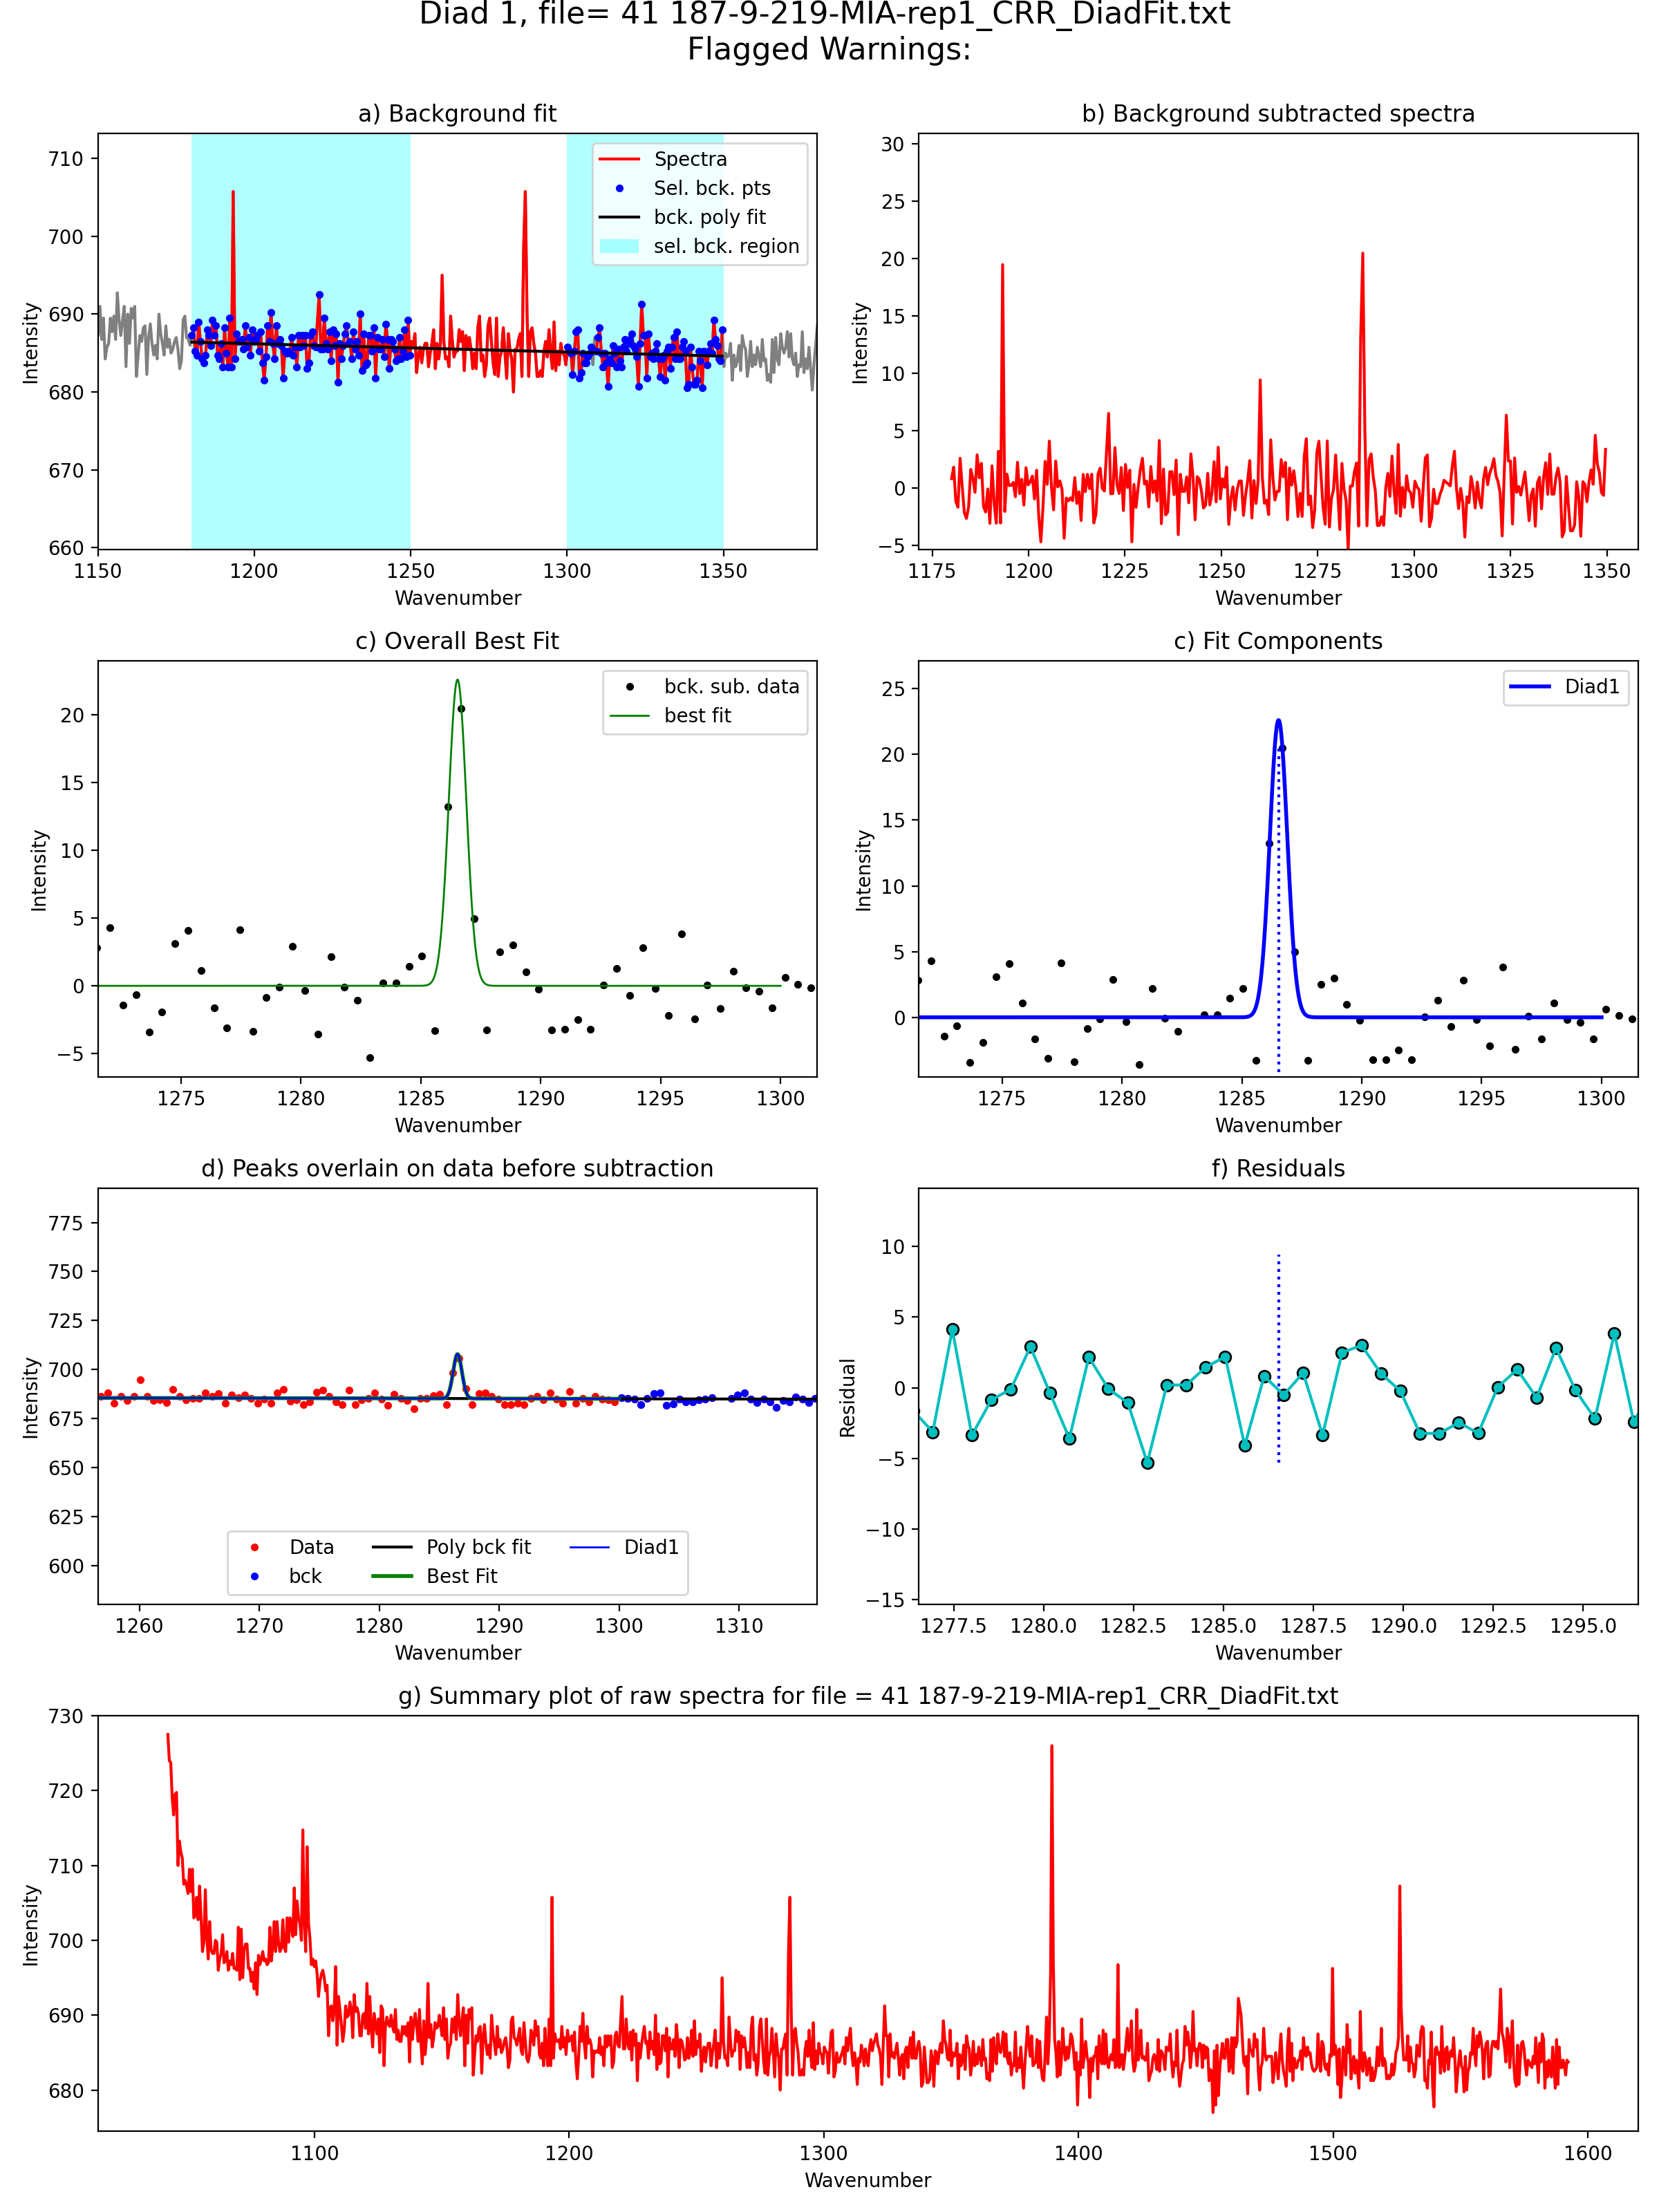 Diad 1, file= 41 187-9-219-MIA-rep1_CRR_DiadFit.txt
Flagged Warnings:
a) Background fit
710
700
690
680
670
660
Intensity
Spectra
Sel. bck. pts
bck. poly fit
sel. bck. region
1150 1200 1250 1300 1350
Wavenumber
b) Background subtracted spectra
30
25
20
15
10
5
0
−5
Intensity
1175 1200 1225 1250 1275 1300 1325 1350
Wavenumber
c) Overall Best Fit
20
15
10
5
0
−5
Intensity
bck. sub. data
best fit
1275 1280 1285 1290 1295 1300
Wavenumber
c) Fit Components
25
20
15
10
5
0
Intensity
Diad1
1275 1280 1285 1290 1295 1300
Wavenumber
d) Peaks overlain on data before subtraction
775
750
725
700
675
650
625
600
Intensity
Data
bck
Poly bck fit
Best Fit
Diad1
1260 1270 1280 1290 1300 1310
Wavenumber
f) Residuals
10
5
0
−5
−10
−15
Residual
1277.5 1280.0 1282.5 1285.0 1287.5 1290.0 1292.5 1295.0
Wavenumber
g) Summary plot of raw spectra for file = 41 187-9-219-MIA-rep1_CRR_DiadFit.txt
730
720
710
700
690
680
Intensity
1100 1200 1300 1400 1500 1600
Wavenumber